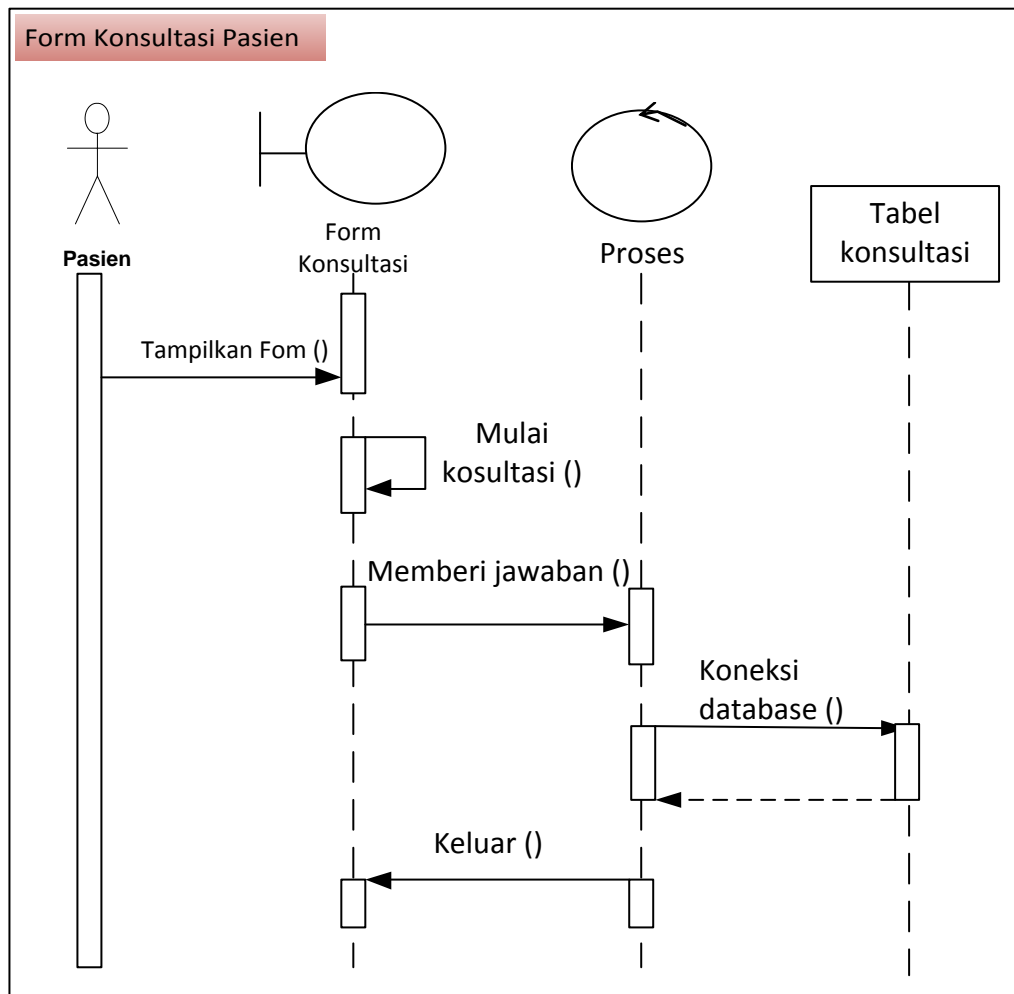 Form Konsultasi Pasien
Pasien
Form
Konsultasi
Proses
Tabel
konsultasi
Tampilkan Fom ()
Mulai
kosultasi ()
Memberi jawaban ()
Koneksi
database ()
Keluar ()